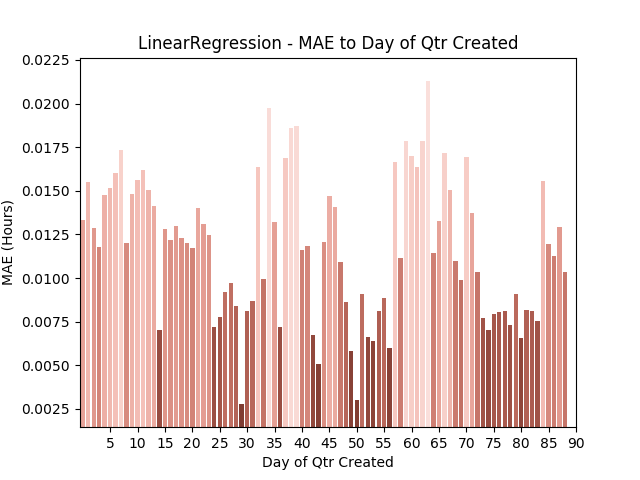 LinearRegression - MAE to Day of Qtr Created
0.0225
0.0200
0.0175
0.0150
0.0125
0.0100
0.0075
0.0050
0.0025
MAE (Hours)
5 10 15 20 25 30 35 40 45 50 55 60 65 70 75 80 85 90
Day of Qtr Created